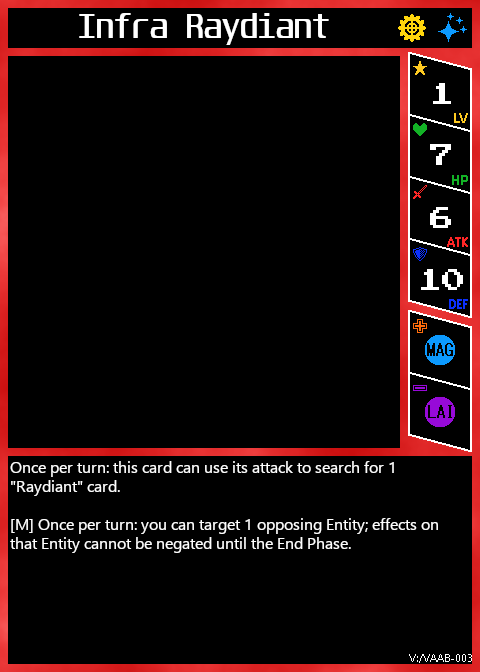 Infra Raydiant
1
LV
7
HP
6
ATK
10
DEF
MAG
LAI
Once per turn: this card can use its attack to search for 1
"Raydiant" card.
[M] Once per turn: you can target 1 opposing Entity; effects on
that Entity cannot be negated until the End Phase.
V:/VAAB-003